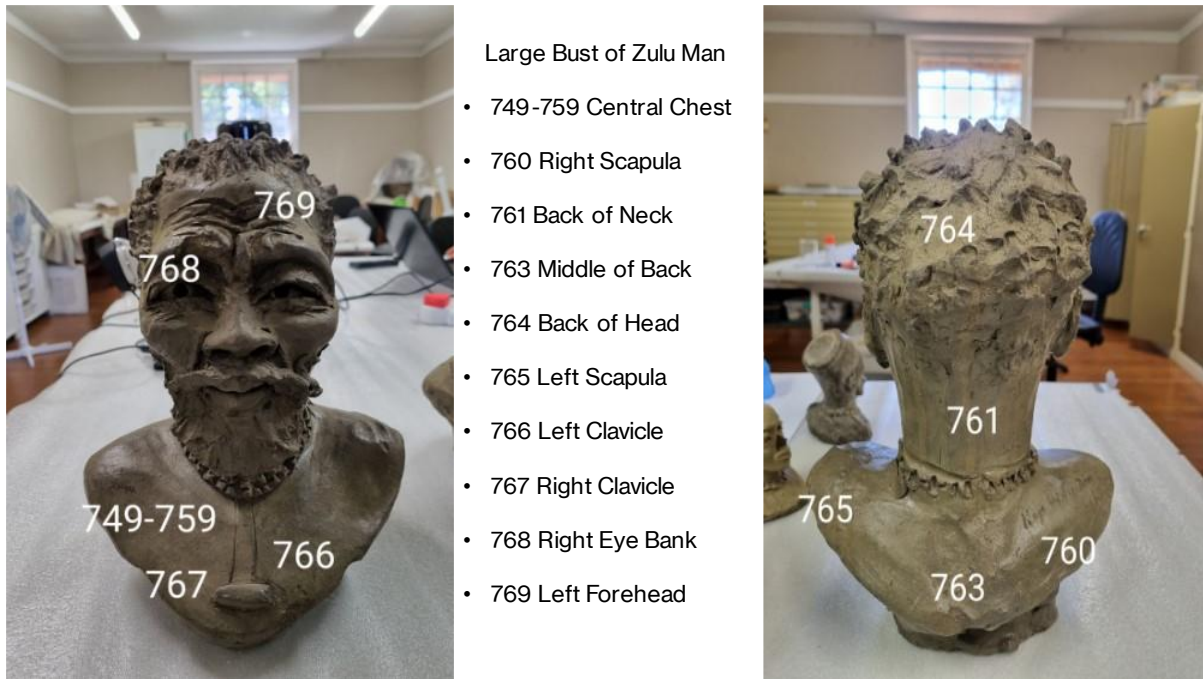 Large Bust of Zulu Man
• 749-759 Central Chest
• 760 Right Scapula
• 761 Back of Neck
• 763 Middle of Back
• 764 Back of Head
• 765 Left Scapula
• 766 Left Clavicle
• 767 Right Clavicle
• 768 Right Eye Bank
• 769 Left Forehead
769
768
749-759
766
767
764
761
765
760
763